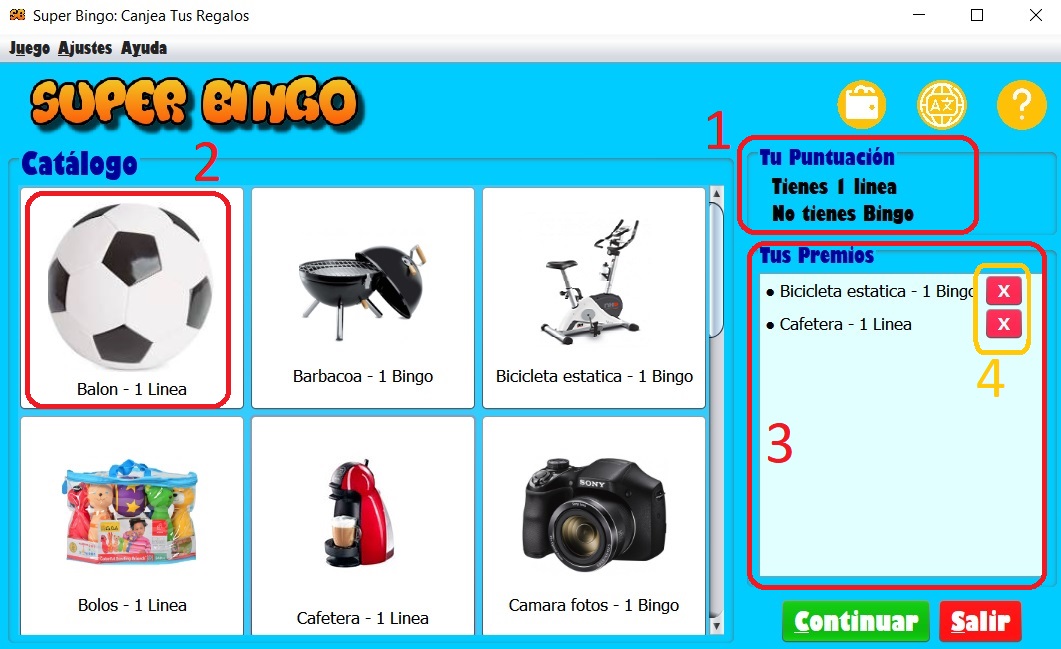 Super Bingo: Canjea Tus Regalos
Juego Ajustes Ayuda
SUPER BINGO
?
1
Tu Puntuación
Tienes 1 linea
No tienes Bingo
Catálogo
2
Balon - 1 Linea
Barbacoa - 1 Bingo
Bicicleta estatica - 1 Bingo
Bolos - 1 Linea
Cafetera - 1 Linea
SONY
Camara fotos - 1 Bingo
Tus Premios
• Bicicleta estatica - 1 Bingo X
• Cafetera - 1 Linea X
4
3
Continuar Salir